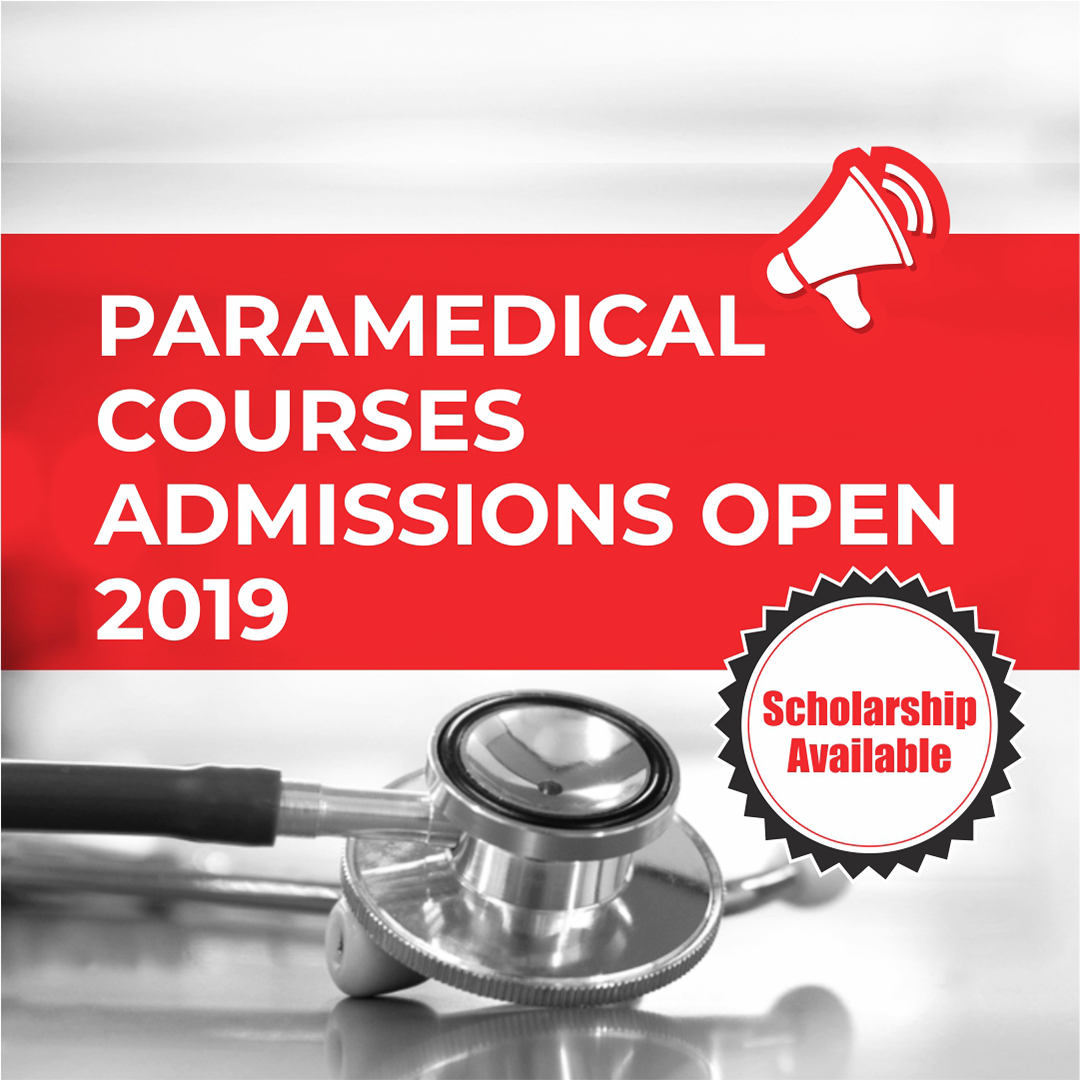 PARAMEDICAL
COURSES
ADMISSIONS OPEN
2019
Scholarship
Available